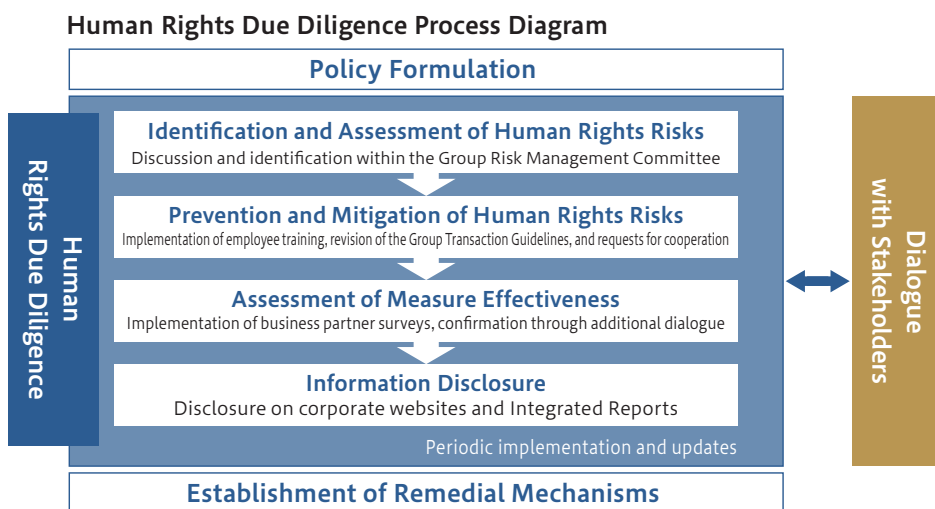 Human Rights Due Diligence Process Diagram
Policy Formulation
Human
Rights Due Diligence
Identification and Assessment of Human Rights Risks
Discussion and identification within the Group Risk Management Committee
Prevention and Mitigation of Human Rights Risks
Implementation of employee training, revision of the Group Transaction Guidelines, and requests for cooperation
Assessment of Measure Effectiveness
Implementation of business partner surveys, confirmation through additional dialogue
Information Disclosure
Disclosure on corporate websites and Integrated Reports
Periodic implementation and updates
Dialogue
with Stakeholders
Establishment of Remedial Mechanisms